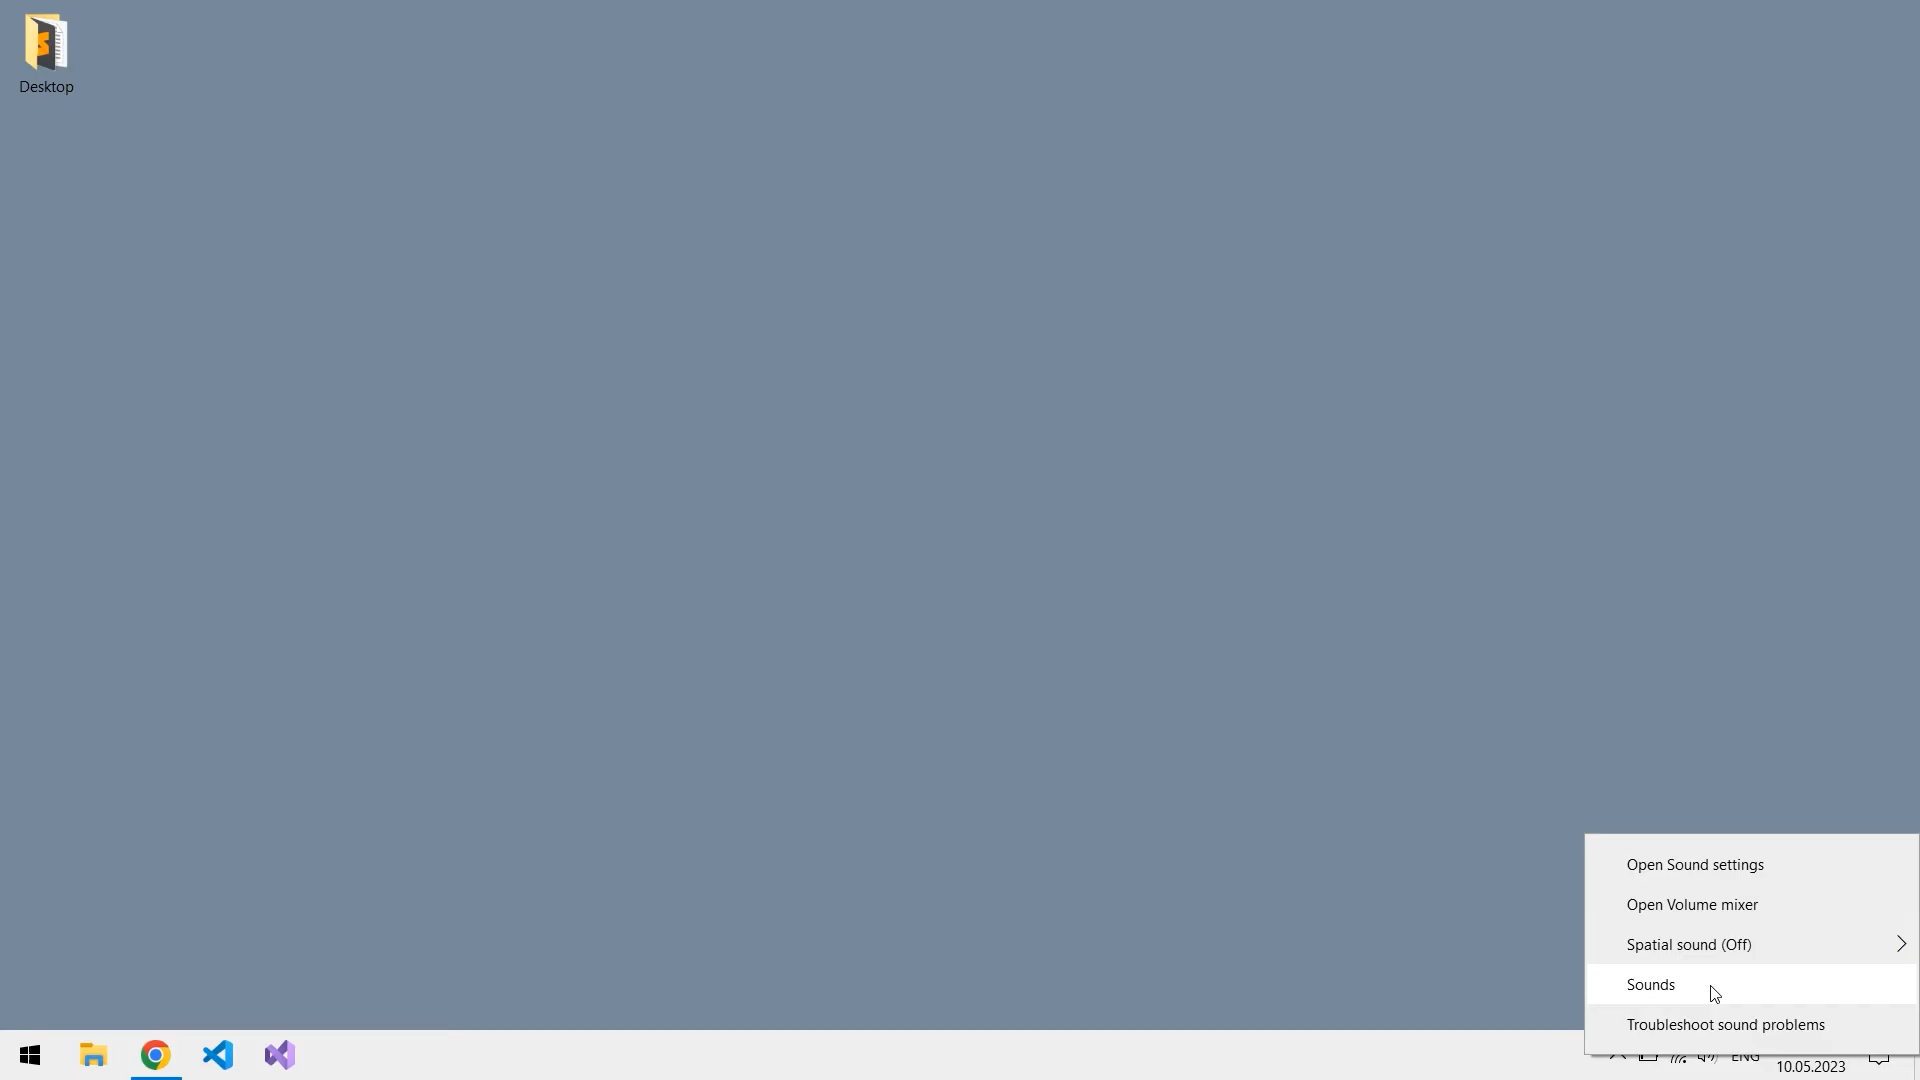 Desktop
Open Sound settings
Open Volume mixer
Spatial sound (Off)
Sounds
Troubleshoot sound problems
ENG
10.05.2023